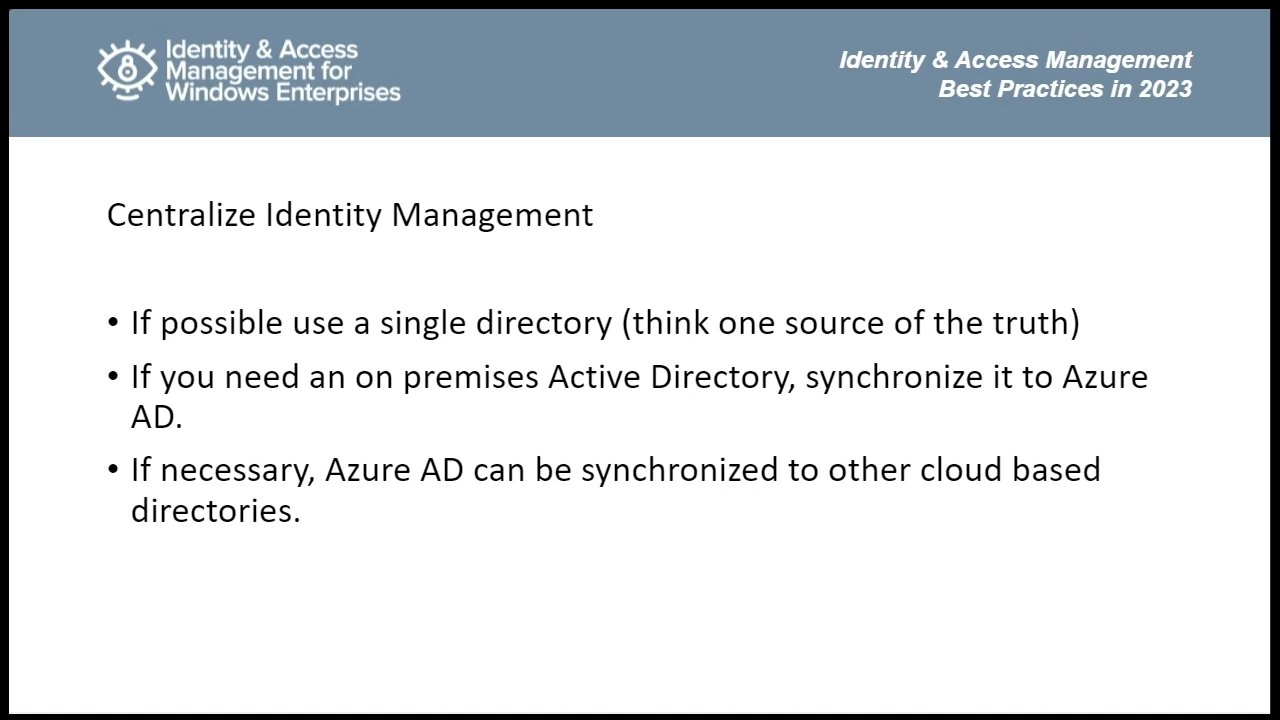 Identity & Access
Management for
Windows Enterprises
Identity & Access Management
Best Practices in 2023
Centralize Identity Management
• If possible use a single directory (think one source of the truth)
• If you need an on premises Active Directory, synchronize it to Azure
AD.
• If necessary, Azure AD can be synchronized to other cloud based
directories.